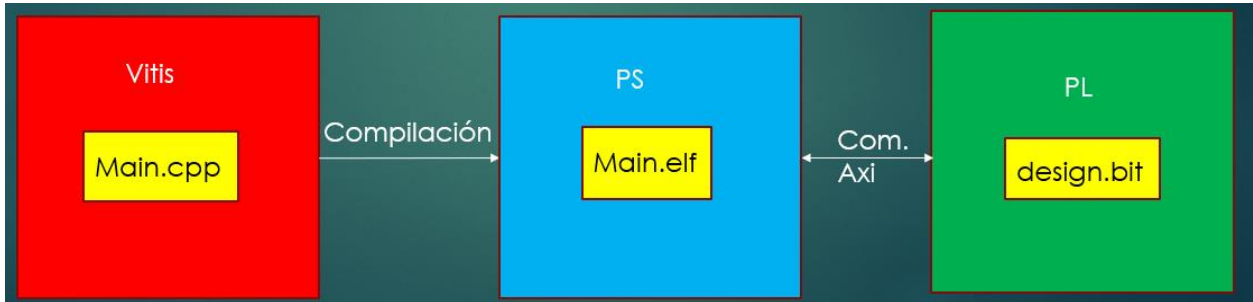 Vitis
Main.cpp
Compilación
PS
Main.elf
Com.
Axi
PL
design.bit